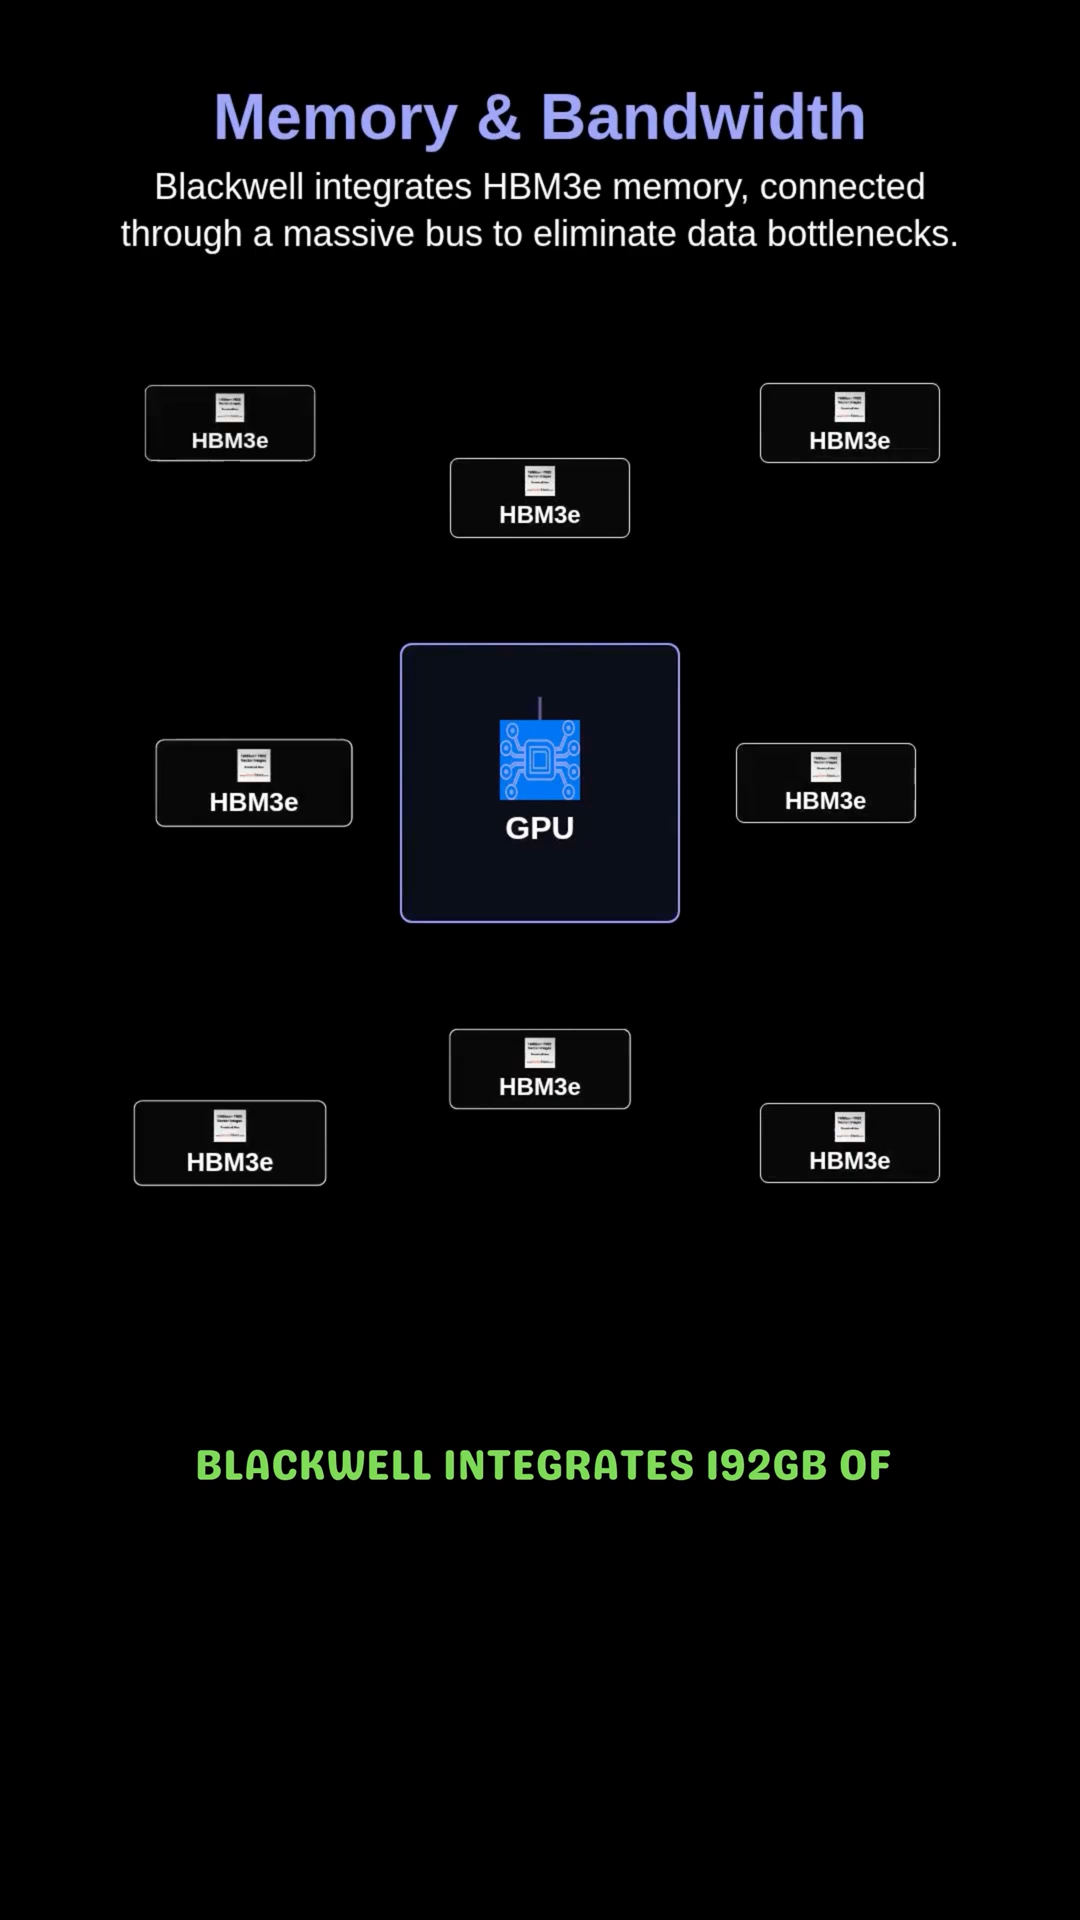 Memory & Bandwidth
Blackwell integrates HBM3e memory, connected
through a massive bus to eliminate data bottlenecks.
HBM3e
HBM3e
HBM3e
HBM3e
GPU
HBM3e
HBM3e
HBM3e
HBM3e
BLACKWELL INTEGRATES 192GB OF